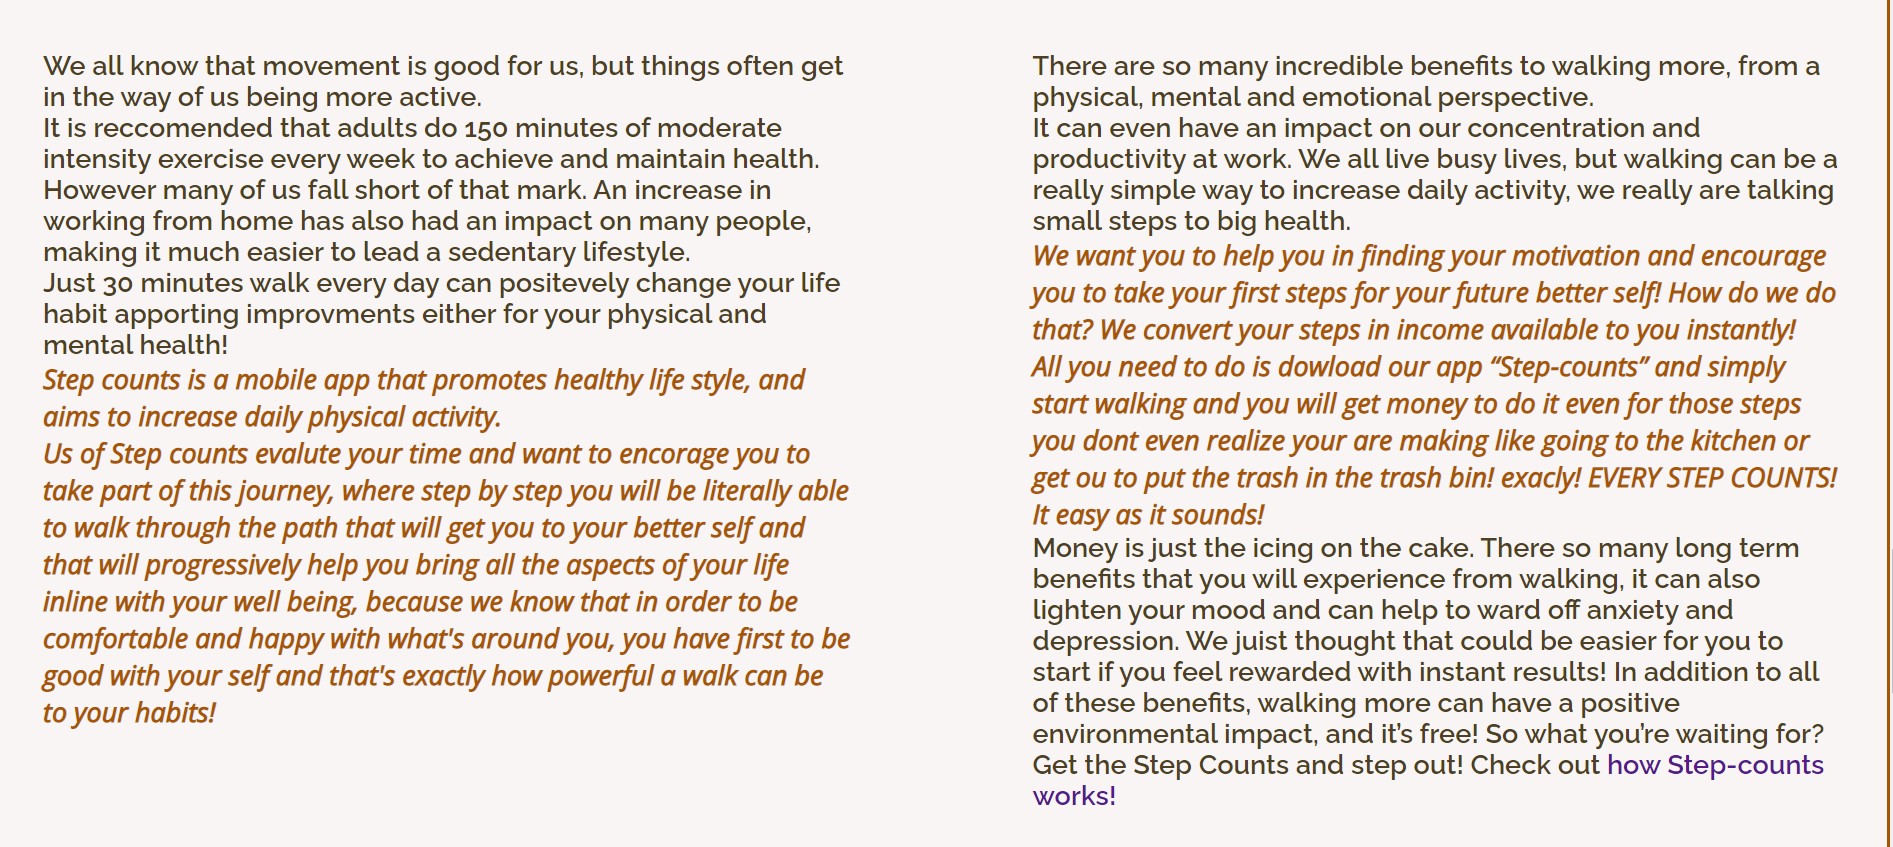 We all know that movement is good for us, but things often get
in the way of us being more active.
It is reccomended that adults do 150 minutes of moderate
intensity exercise every week to achieve and maintain health.
However many of us fall short of that mark. An increase in
working from home has also had an impact on many people,
making it much easier to lead a sedentary lifestyle.
Just 30 minutes walk every day can positevely change your life
habit apporting improvments either for your physical and
mental health!
Step counts is a mobile app that promotes healthy life style, and
aims to increase daily physical activity.
Us of Step counts evalute your time and want to encorage you to
take part of this journey, where step by step you will be literally able
to walk through the path that will get you to your better self and
that will progressively help you bring all the aspects of your life
inline with your well being, because we know that in order to be
comfortable and happy with what's around you, you have first to be
good with your self and that's exactly how powerful a walk can be
to your habits!
There are so many incredible benefits to walking more, from a
physical, mental and emotional perspective.
It can even have an impact on our concentration and
productivity at work. We all live busy lives, but walking can be a
really simple way to increase daily activity, we really are talking
small steps to big health.
We want you to help you in finding your motivation and encourage
you to take your first steps for your future better self! How do we do
that? We convert your steps in income available to you instantly!
All you need to do is dowload our app “Step-counts” and simply
start walking and you will get money to do it even for those steps
you dont even realize your are making like going to the kitchen or
get ou to put the trash in the trash bin! exacly! EVERY STEP COUNTS!
It easy as it sounds!
Money is just the icing on the cake. There so many long term
benefits that you will experience from walking, it can also
lighten your mood and can help to ward off anxiety and
depression. We juist thought that could be easier for you to
start if you feel rewarded with instant results! In addition to all
of these benefits, walking more can have a positive
environmental impact, and it’s free! So what you’re waiting for?
Get the Step Counts and step out! Check out how Step-counts
works!